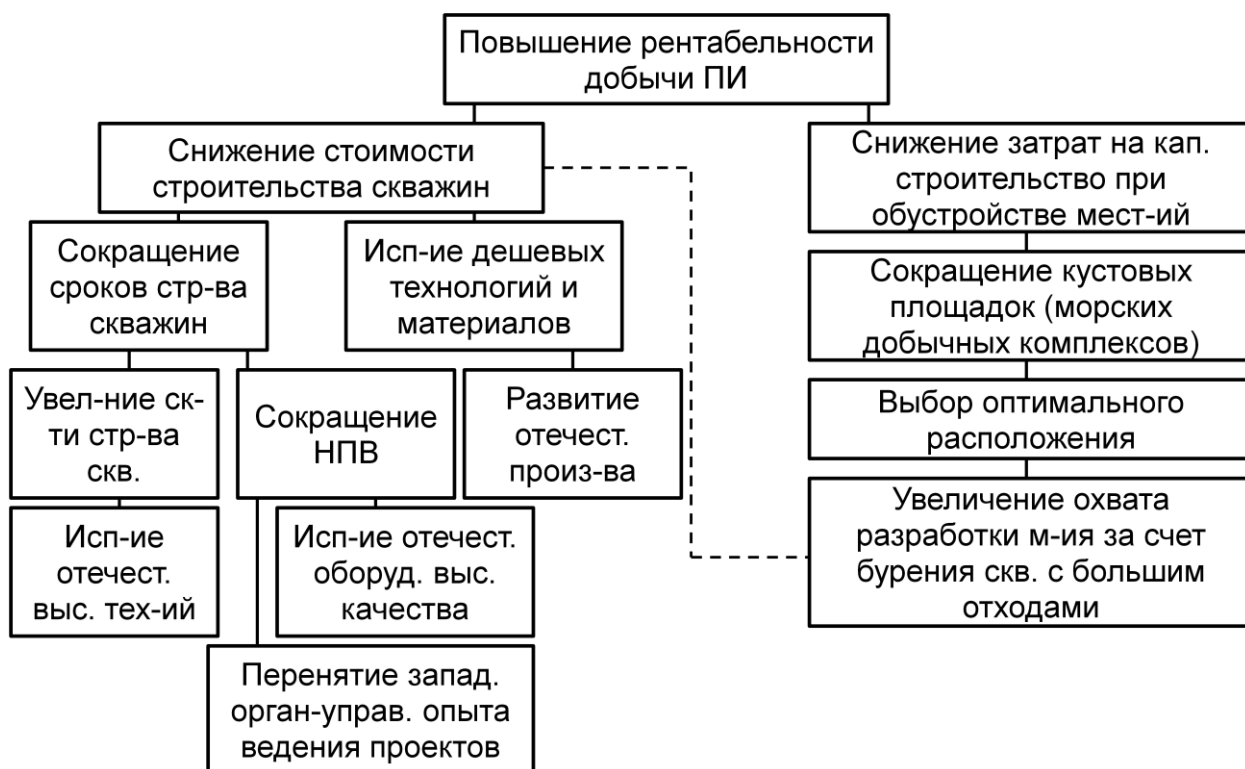 Повышение рентабельности
добычи ПИ
Снижение стоимости
строительства скважин
Снижение затрат на кап.
строительство при
обустройстве мест-ий
Сокращение
сроков стр-ва
скважин
Исп-ие дешевых
технологий и
материалов
Сокращение кустовых
площадок (морских
добычных комплексов)
Увел-ние ск-
ти стр-ва
скв.
Сокращение
НПВ
Развитие
отечест.
произ-ва
Выбор оптимального
расположения
Исп-ие
отечест.
выс. тех-ий
Исп-ие отечест.
оборуд. выс.
качества
Увеличение охвата
разработки м-ия за счет
бурения скв. с большим
отходами
Перенятие запад.
орган-управ. опыта
ведения проектов